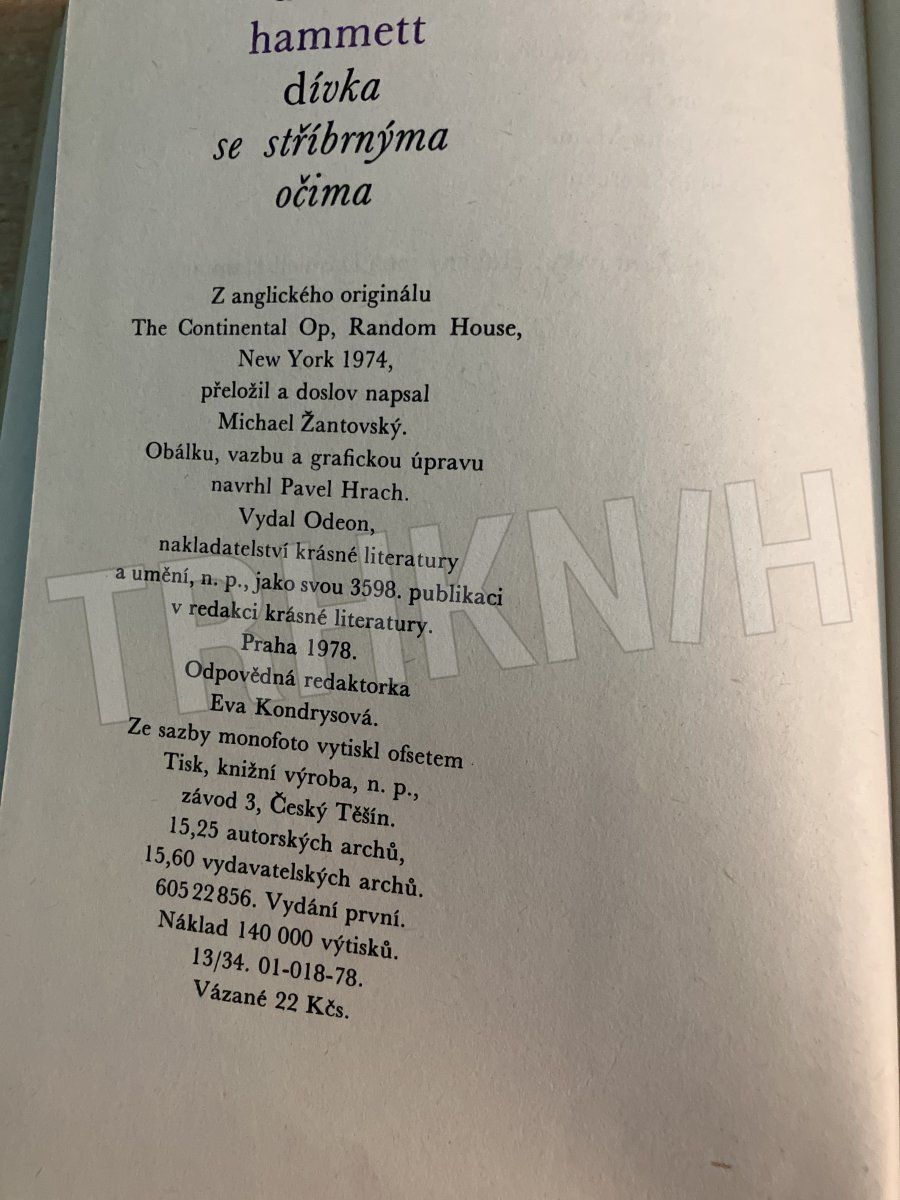 hammett
dívka
se stříbrnýma
očima
Z anglického originálu
The Continental Op, Random House,
New York 1974,
přeložil a doslov napsal
Michael Žantovský.
Obálku, vazbu a grafickou úpravu
navrhl Pavel Hrach.
Vydal Odeon,
nakladatelství krásné literatury
a umění, n. p., jako svou 3598. publikaci
v redakci krásné literatury.
Praha 1978.
Odpovědná redaktorka
Eva Kondrysová.
Ze sazby monofoto vytiskl ofsetem
Tisk, knižní výroba, n. p.,
závod 3, Český Těšín.
15,25 autorských archů,
15,60 vydavatelských archů.
605 22 856. Vydání první.
Náklad 140 000 výtisků.
13/34. 01-018-78.
Vázané 22 Kčs.
TRHKNIH